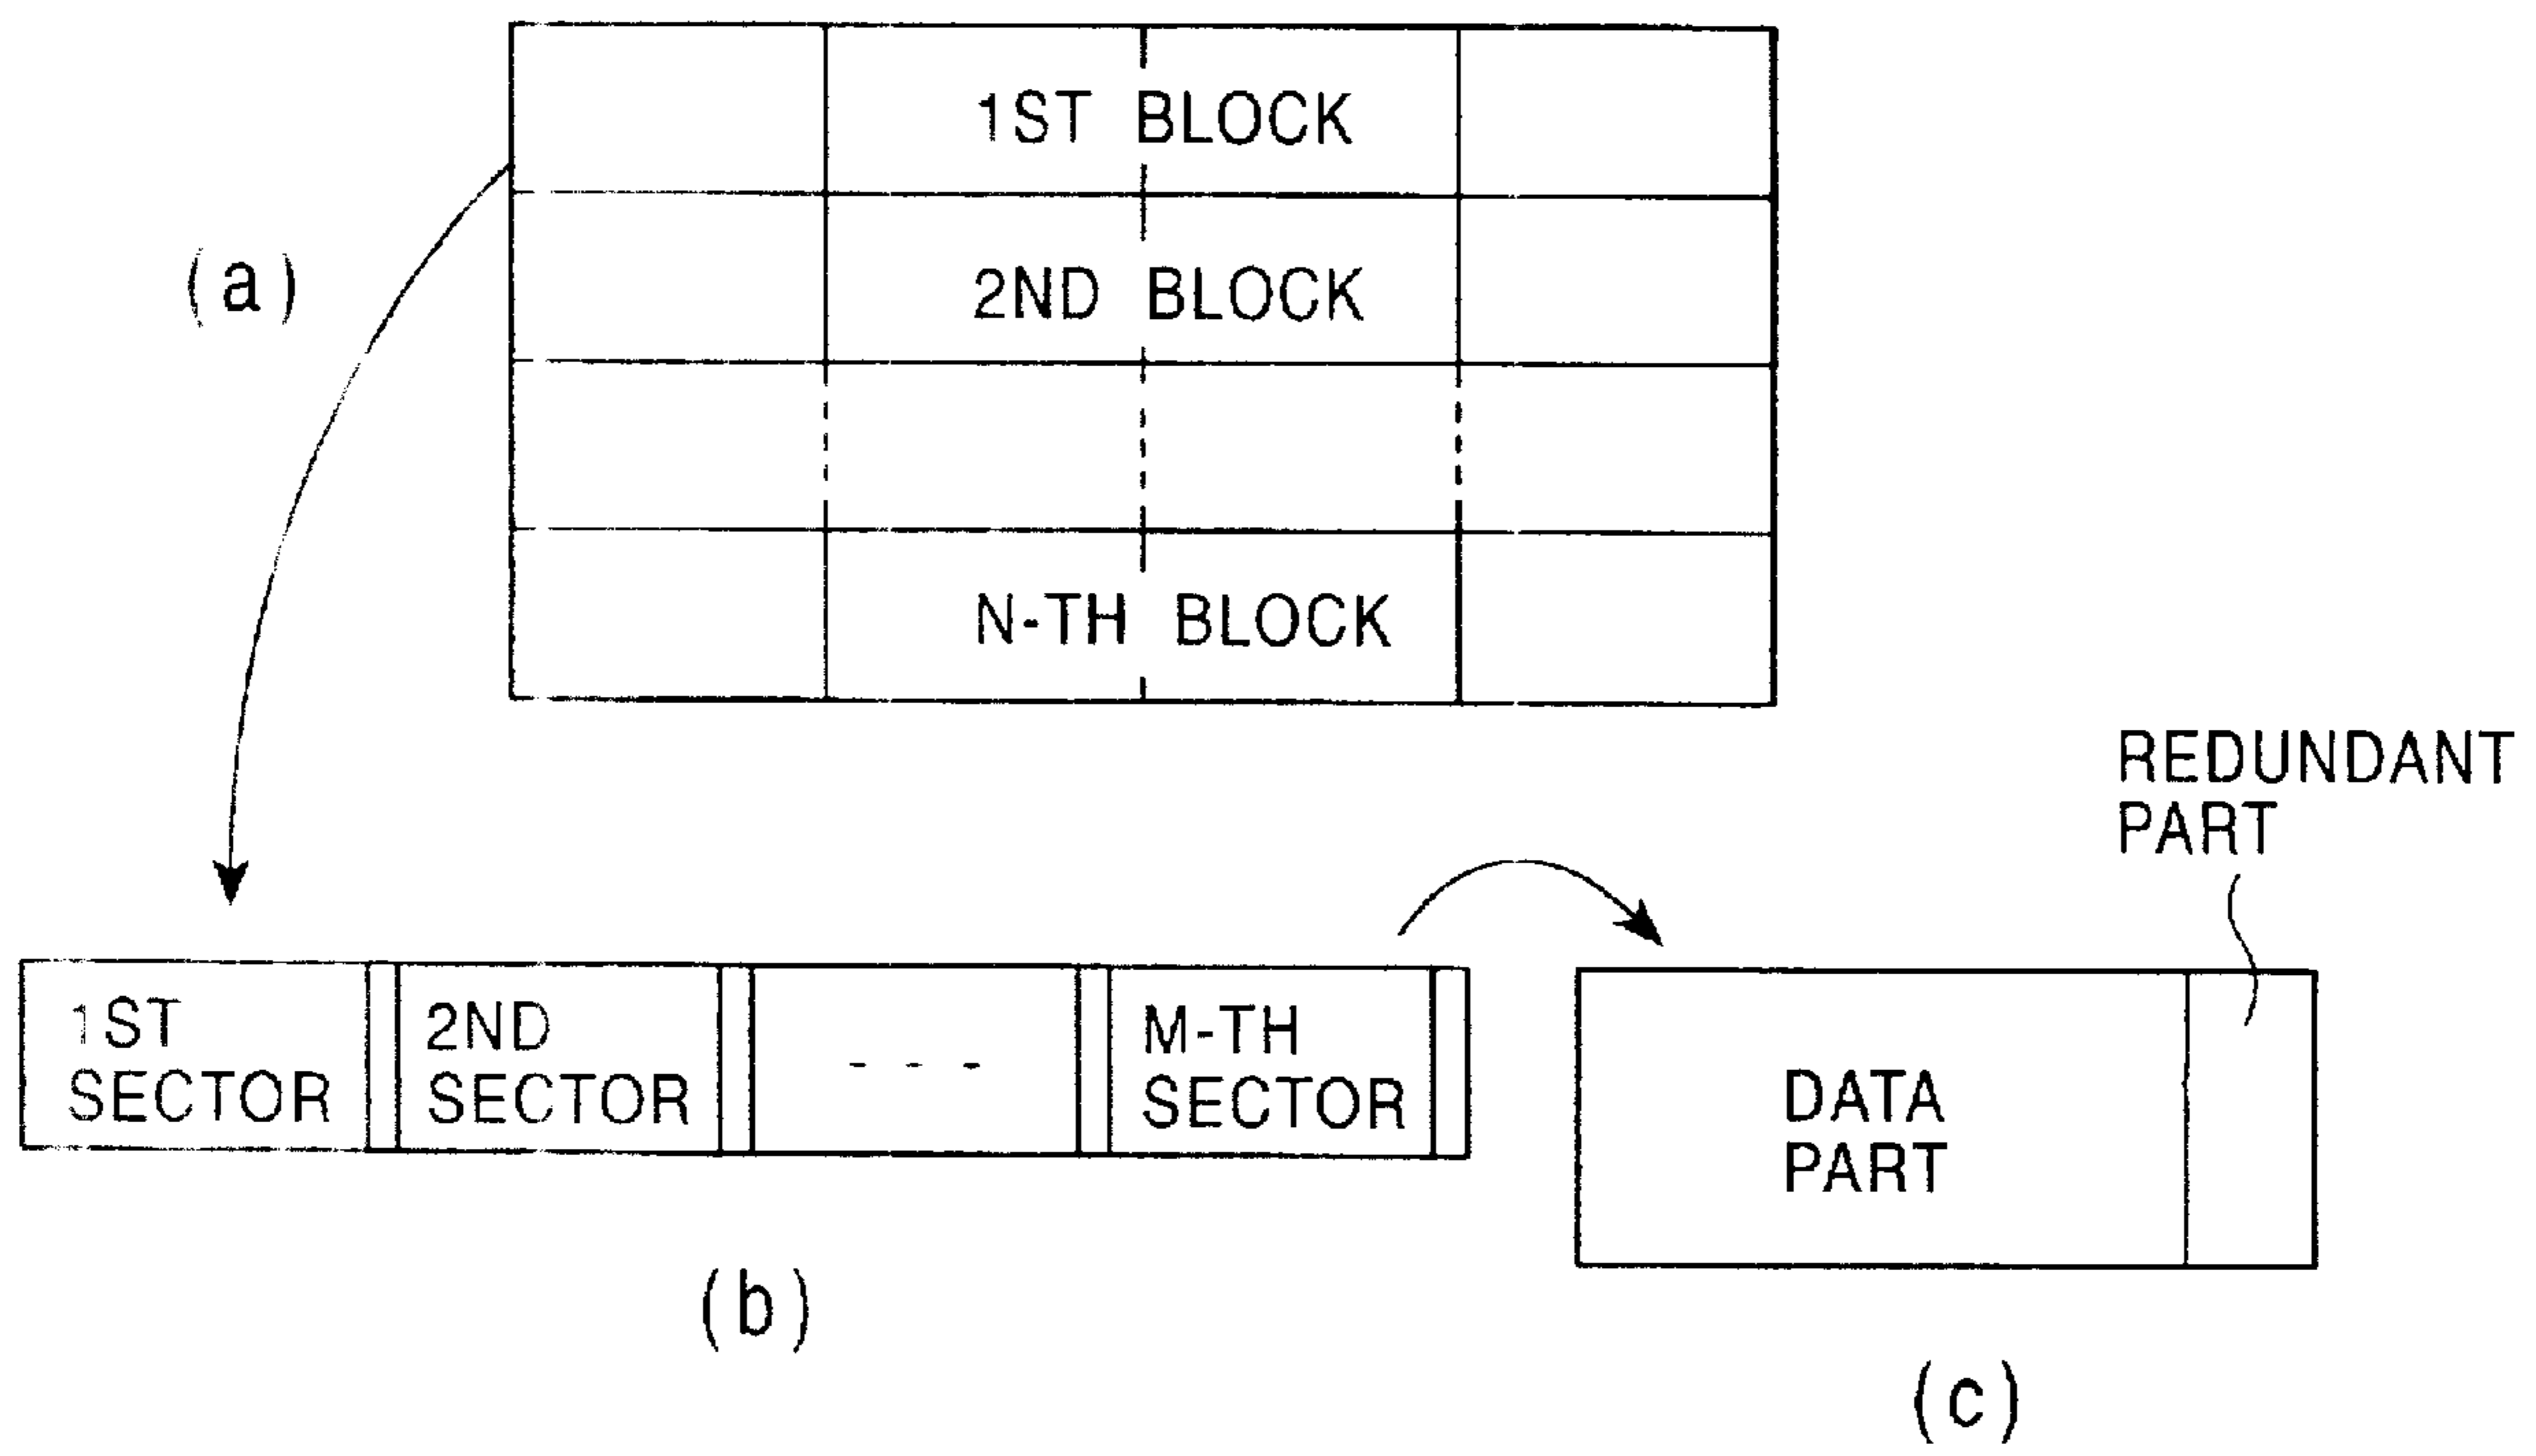 (a)
1ST BLOCK
2ND BLOCK
N-TH BLOCK
1ST
SECTOR
2ND
SECTOR
- - -
M-TH
SECTOR
(b)
REDUNDANT
PART
DATA
PART
(c)